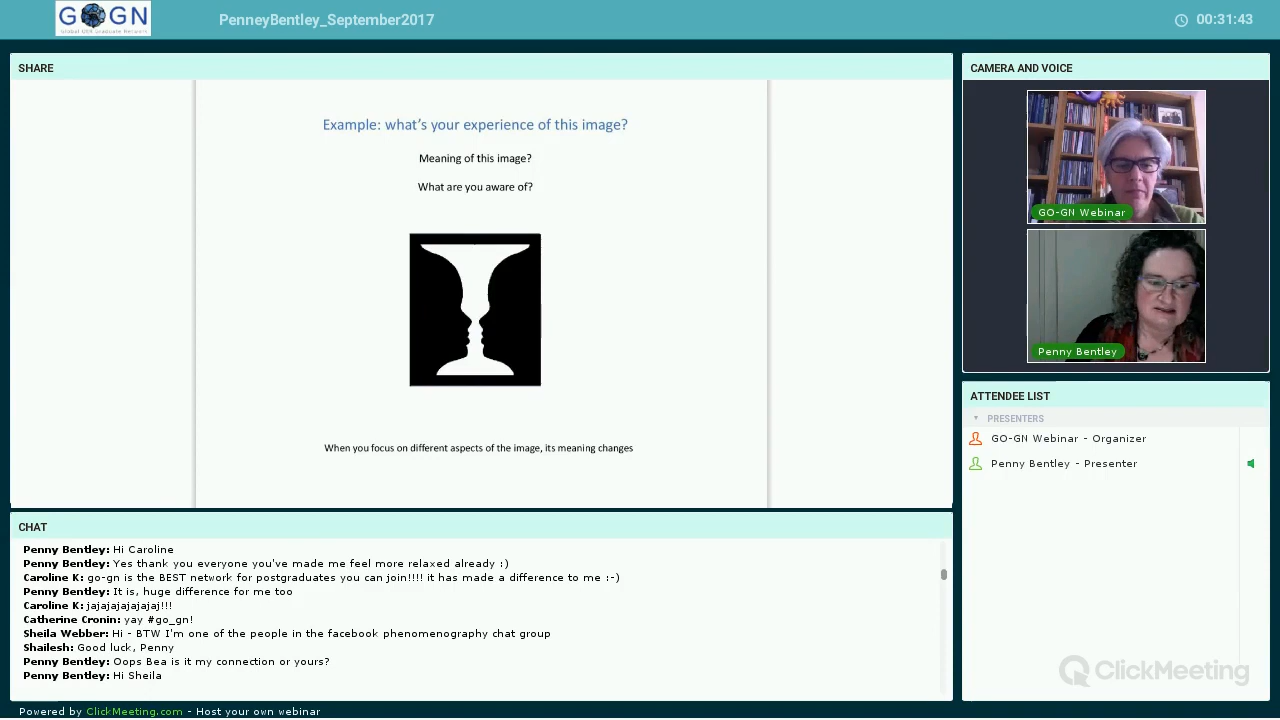 GO GN
Global OER Graduate Network
PenneyBentley_September2017
00:31:43
SHARE
Example: what's your experience of this image?
Meaning of this image?
What are you aware of?
When you focus on different aspects of the image, its meaning changes
CAMERA AND VOICE
GO-GN Webinar
Penny Bentley
ATTENDEE LIST
PRESENTERS
GO-GN Webinar - Organizer
Penny Bentley - Presenter
CHAT
Penny Bentley: Hi Caroline
Penny Bentley: Yes thank you everyone you've made me feel more relaxed already :)
Caroline K: go-gn is the BEST network for postgraduates you can join!!!! it has made a difference to me :-)
Penny Bentley: It is, huge difference for me too
Caroline K: jajajajajajajaj!!!
Catherine Cronin: yay #go_gn!
Sheila Webber: Hi - BTW I'm one of the people in the facebook phenomenography chat group
Shailesh: Good luck, Penny
Penny Bentley: Oops Bea is it my connection or yours?
Penny Bentley: Hi Sheila
ClickMeeting
Powered by ClickMeeting.com - Host your own webinar